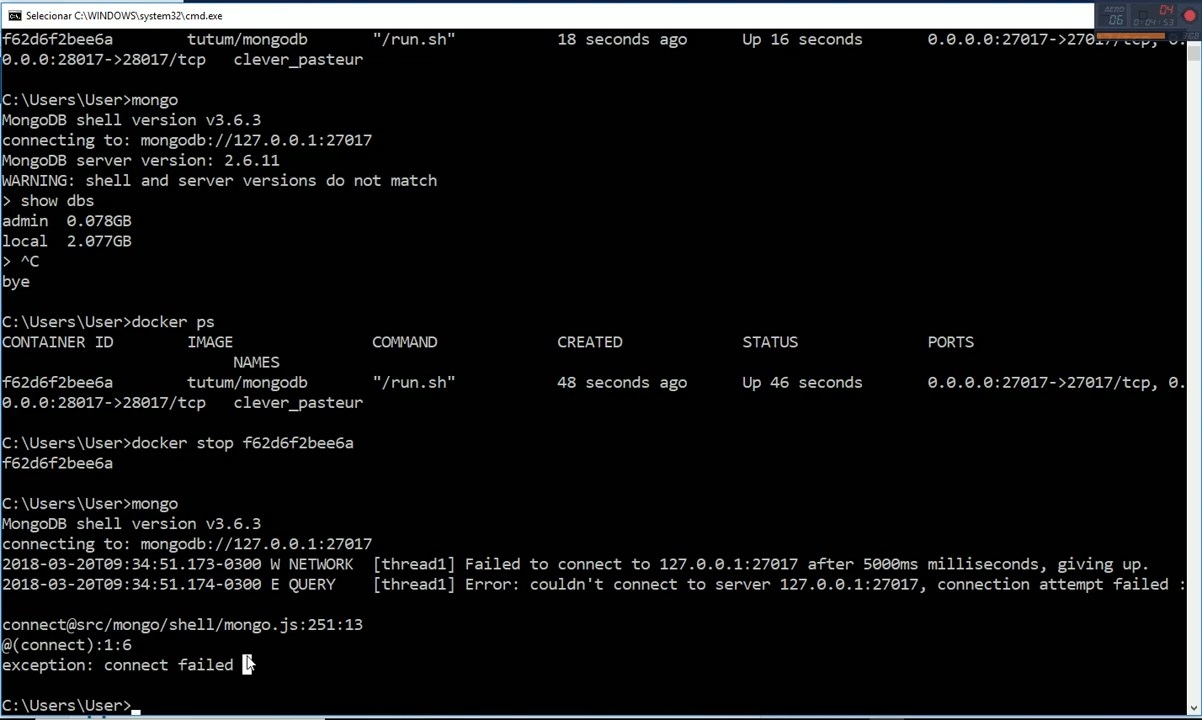 Selecionar C:\WINDOWS\system32\cmd.exe
f62d6f2bee6a tutum/mongodb "/run.sh" 18 seconds ago Up 16 seconds 0.0.0.0:27017->27017/tcp, 0.
0.0.0:28017->28017/tcp clever_pasteur
C:\Users\User>mongo
MongoDB shell version v3.6.3
connecting to: mongodb://127.0.0.1:27017
MongoDB server version: 2.6.11
WARNING: shell and server versions do not match
> show dbs
admin 0.078GB
local 2.077GB
> ^C
bye
C:\Users\User>docker ps
CONTAINER ID IMAGE COMMAND CREATED STATUS PORTS
NAMES
f62d6f2bee6a tutum/mongodb "/run.sh" 48 seconds ago Up 46 seconds 0.0.0.0:27017->27017/tcp, 0.
0.0.0:28017->28017/tcp clever_pasteur
C:\Users\User>docker stop f62d6f2bee6a
f62d6f2bee6a
C:\Users\User>mongo
MongoDB shell version v3.6.3
connecting to: mongodb://127.0.0.1:27017
2018-03-20T09:34:51.173-0300 W NETWORK [thread1] Failed to connect to 127.0.0.1:27017 after 5000ms milliseconds, giving up.
2018-03-20T09:34:51.174-0300 E QUERY [thread1] Error: couldn't connect to server 127.0.0.1:27017, connection attempt failed :
connect@src/mongo/shell/mongo.js:251:13
@(connect):1:6
exception: connect failed
C:\Users\User>